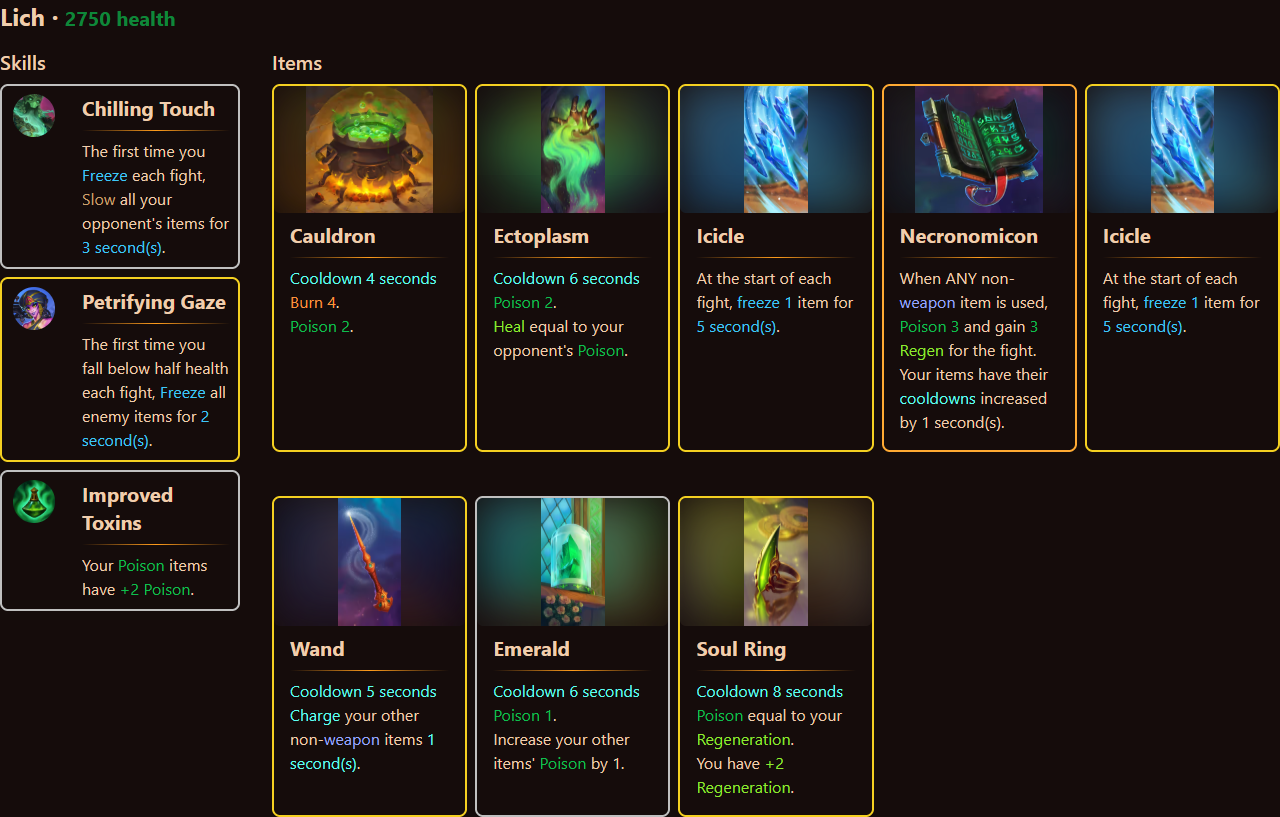 Lich • 2750 health
Skills
Chilling Touch
The first time you
Freeze each fight,
Slow all your
opponent's items for
3 second(s).
Petrifying Gaze
The first time you
fall below half health
each fight, Freeze all
enemy items for 2
second(s).
Improved
Toxins
Your Poison items
have +2 Poison.
Items
Cauldron
Cooldown 4 seconds
Burn 4.
Poison 2.
Ectoplasm
Cooldown 6 seconds
Poison 2.
Heal equal to your
opponent's Poison.
Icicle
At the start of each
fight, freeze 1 item for
5 second(s).
Necronomicon
When ANY non-
weapon item is used,
Poison 3 and gain 3
Regen for the fight.
Your items have their
cooldowns increased
by 1 second(s).
Icicle
At the start of each
fight, freeze 1 item for
5 second(s).
Wand
Cooldown 5 seconds
Charge your other
non-weapon items 1
second(s).
Emerald
Cooldown 6 seconds
Poison 1.
Increase your other
items' Poison by 1.
Soul Ring
Cooldown 8 seconds
Poison equal to your
Regeneration.
You have +2
Regeneration.